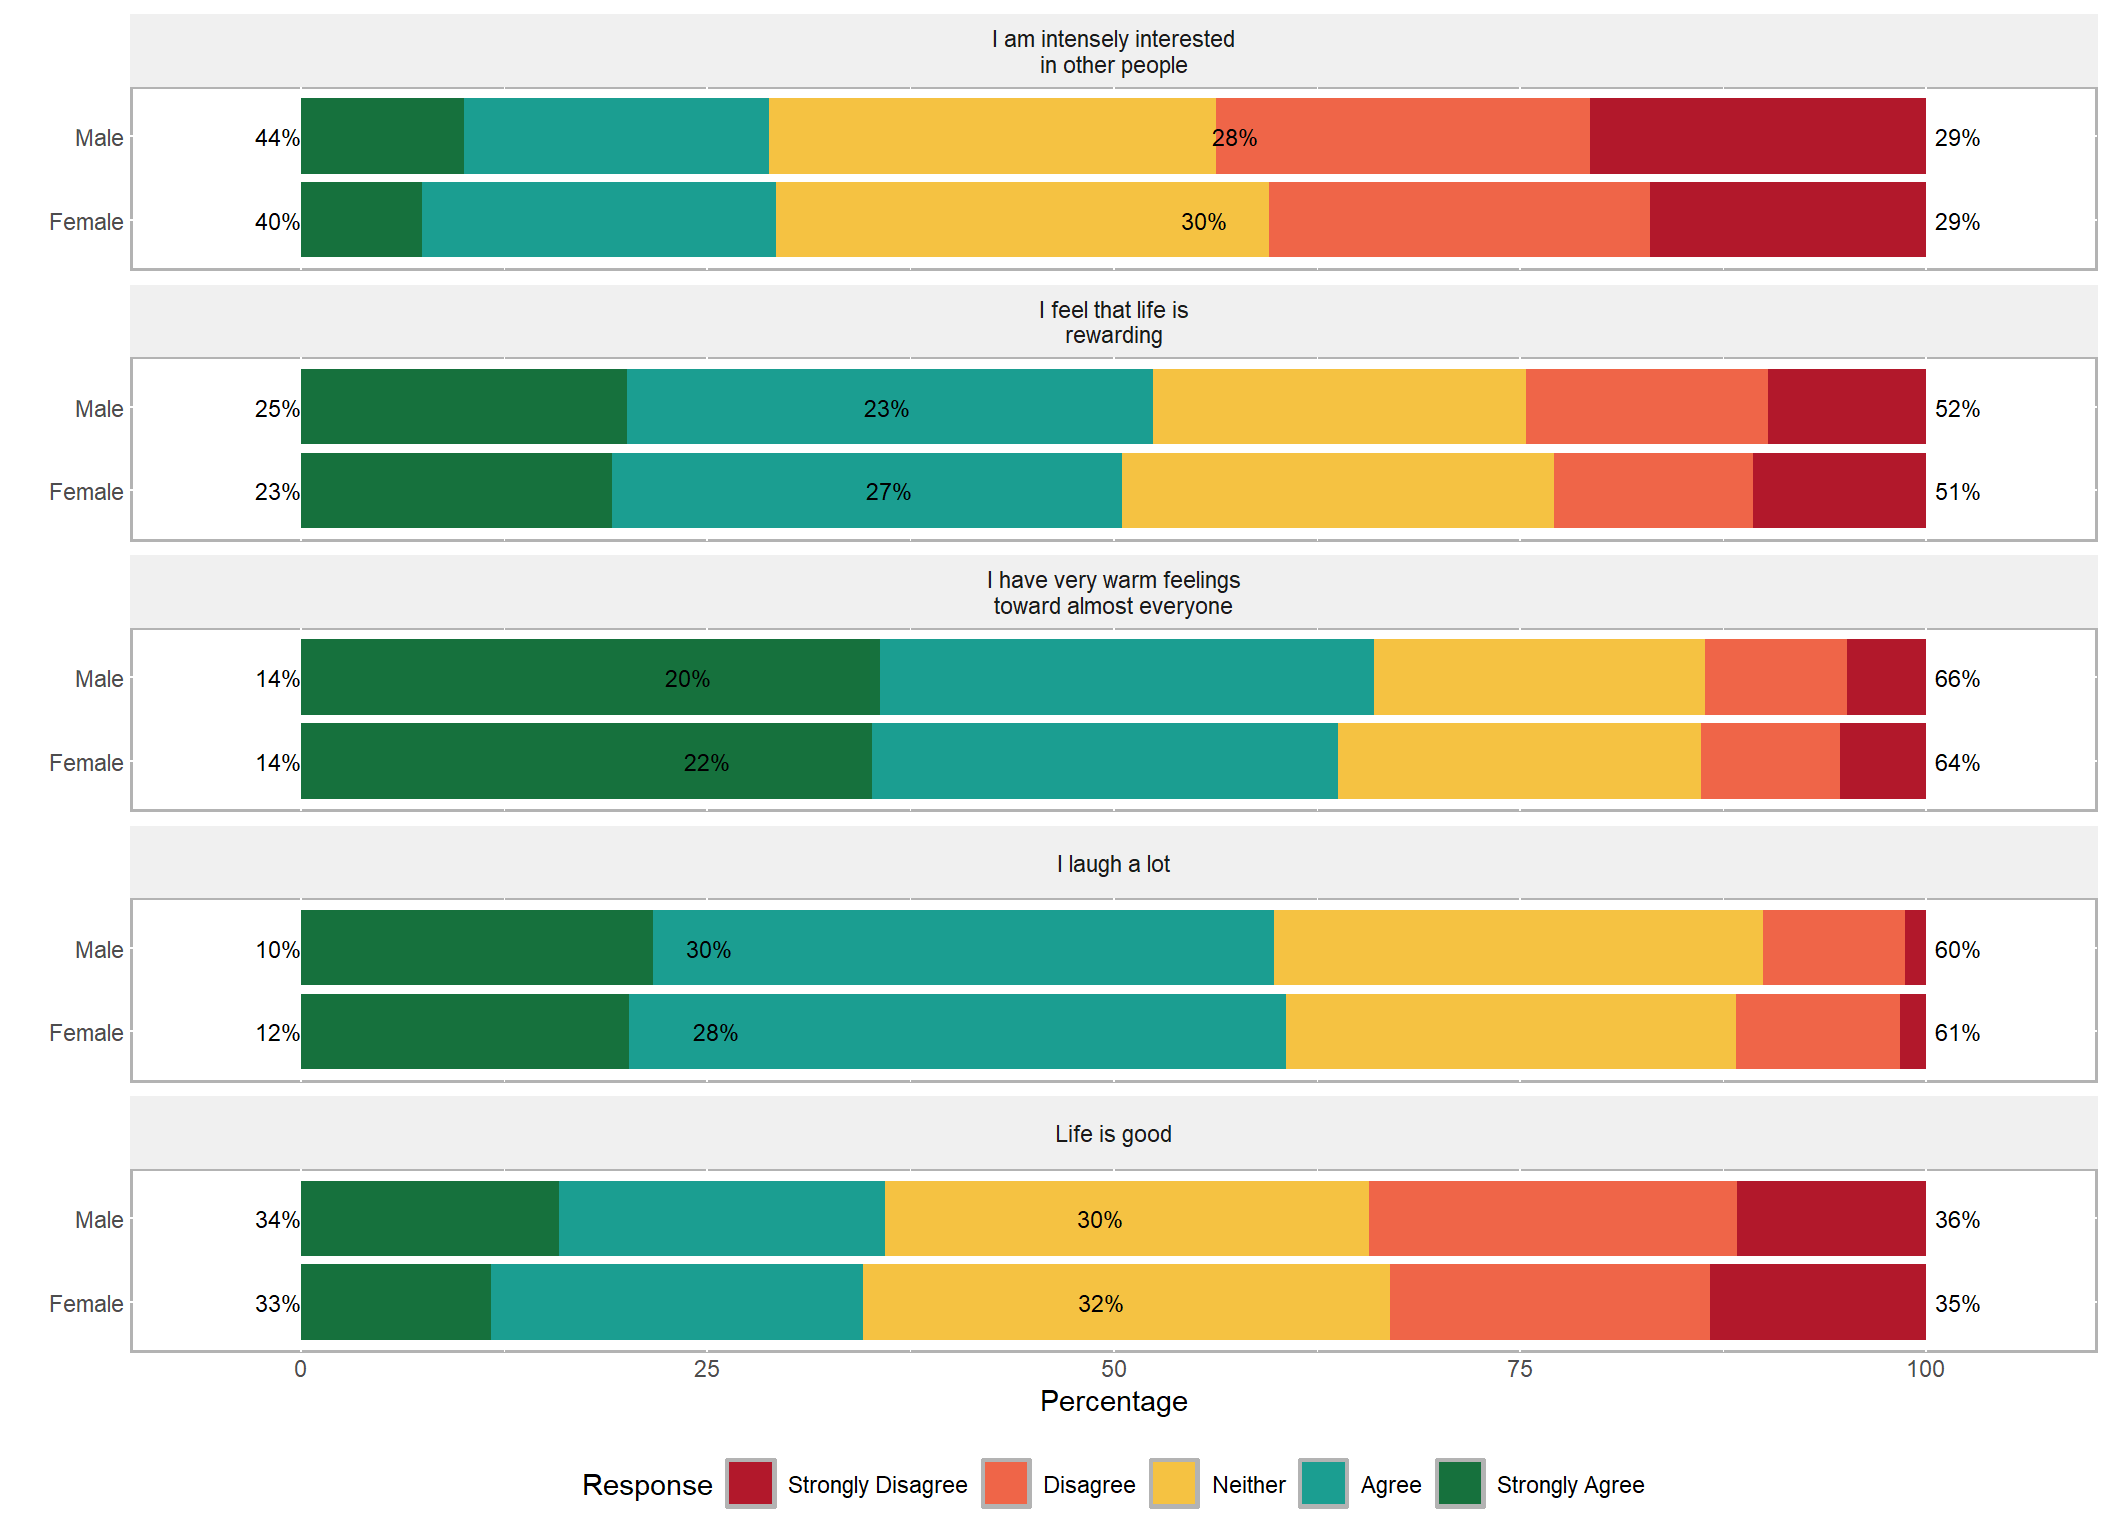 I am intensely interested
in other people
Male 44% 28% 29%
Female 40% 30% 29%
I feel that life is
rewarding
Male 25% 23% 52%
Female 23% 27% 51%
I have very warm feelings
toward almost everyone
Male 14% 20% 66%
Female 14% 22% 64%
I laugh a lot
Male 10% 30% 60%
Female 12% 28% 61%
Life is good
Male 34% 30% 36%
Female 33% 32% 35%
0 25 50 75 100
Percentage
Response Strongly Disagree Disagree Neither Agree Strongly Agree